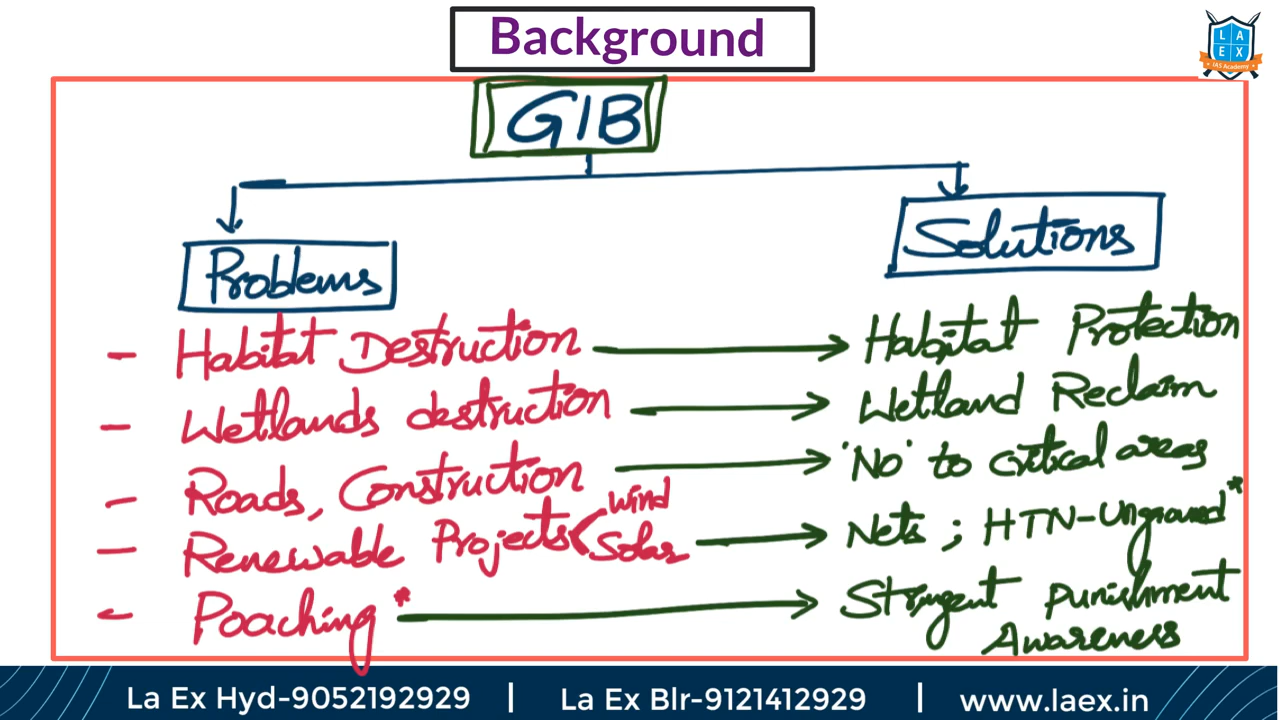 Background
L A
E X
IAS Academy
GIB
Problems
Solutions
- Habitat Destruction → Habitat Protection
- Wetlands destruction → Wetland Reclaim
- Roads, Construction → 'No' to critical areas
- Renewable Projects < wind Solar → Nets ; HTN-Unground*
- Poaching* → Stringent punishment
Awareness
La Ex Hyd-9052192929 | La Ex Blr-9121412929 | www.laex.in